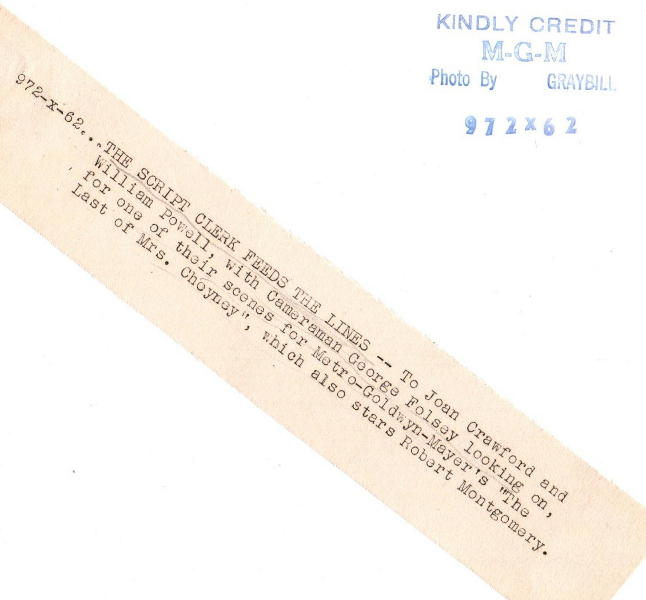 KINDLY CREDIT
M-G-M
Photo By GRAYBILL
972X62
972-X-62...THE SCRIPT CLERK FEEDS THE LINES -- To Joan Crawford and
William Powell, with Cameraman George Folsey looking on,
for one of their scenes for Metro-Goldwyn-Mayer's "The
Last of Mrs. Cheyney", which also stars Robert Montgomery.